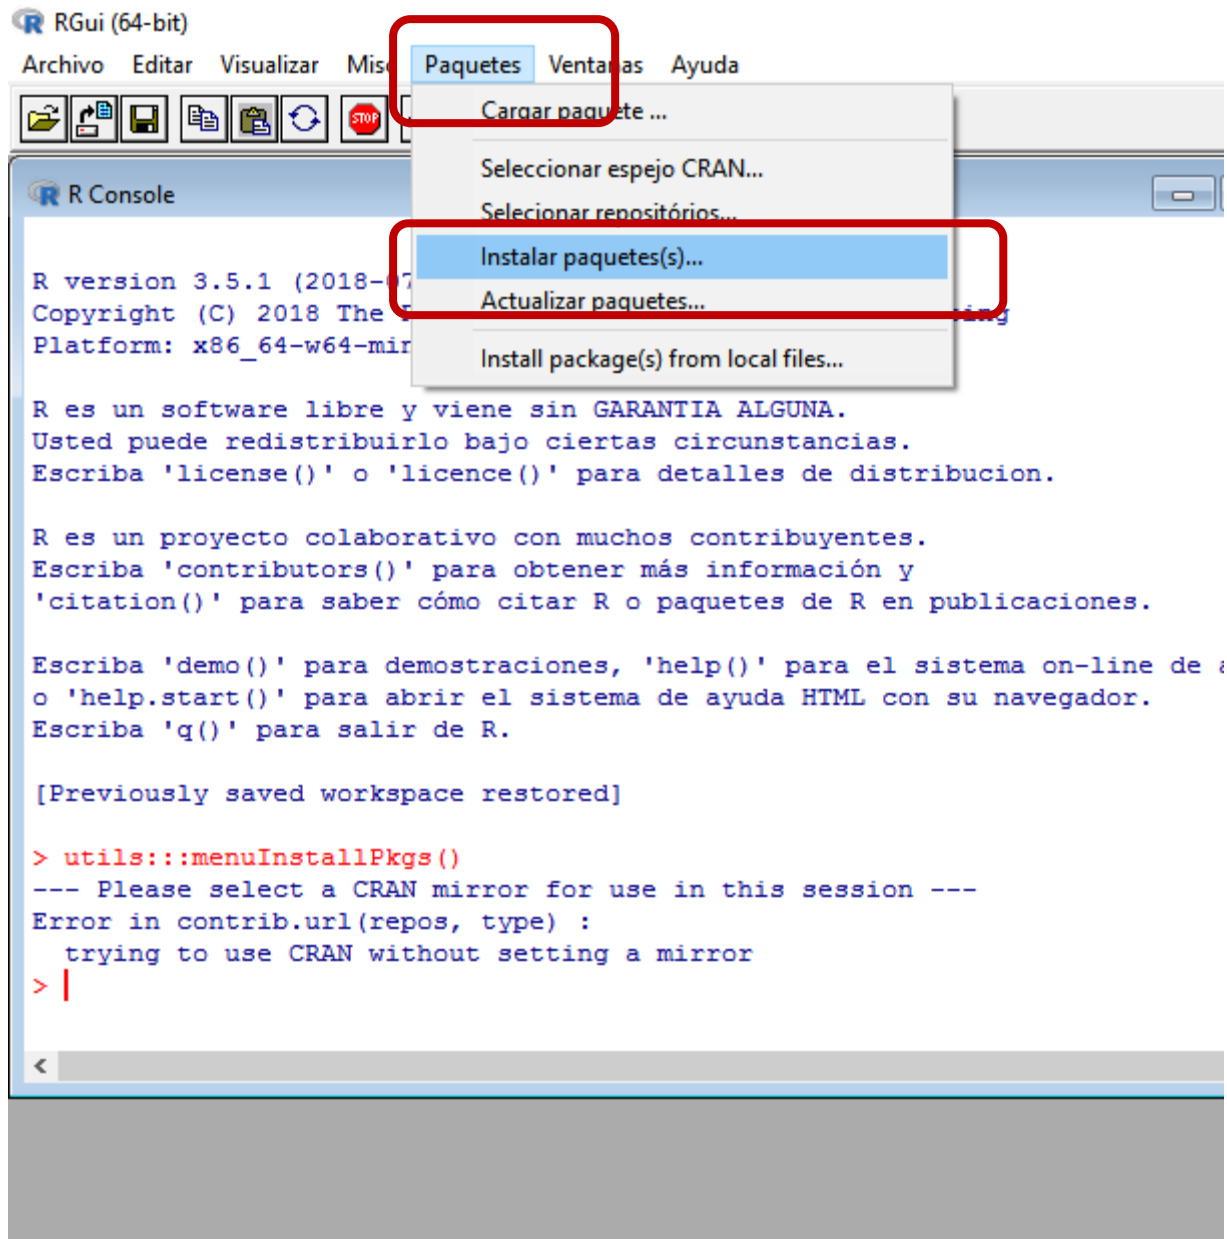 RGui (64-bit)
Archivo Editar Visualizar Misc Paquetes Ventanas Ayuda
STOP
Cargar paquete ...
Seleccionar espejo CRAN...
Selecionar repositórios...
Instalar paquetes(s)...
Actualizar paquetes...
Install package(s) from local files...
R Console
R version 3.5.1 (2018-07
Copyright (C) 2018 The
Platform: x86_64-w64-min
R es un software libre y viene sin GARANTIA ALGUNA.
Usted puede redistribuirlo bajo ciertas circunstancias.
Escriba 'license()' o 'licence()' para detalles de distribucion.
R es un proyecto colaborativo con muchos contribuyentes.
Escriba 'contributors()' para obtener más información y
'citation()' para saber cómo citar R o paquetes de R en publicaciones.
Escriba 'demo()' para demostraciones, 'help()' para el sistema on-line de
o 'help.start()' para abrir el sistema de ayuda HTML con su navegador.
Escriba 'q()' para salir de R.
[Previously saved workspace restored]
> utils:::menuInstallPkgs()
--- Please select a CRAN mirror for use in this session ---
Error in contrib.url(repos, type) :
trying to use CRAN without setting a mirror
>